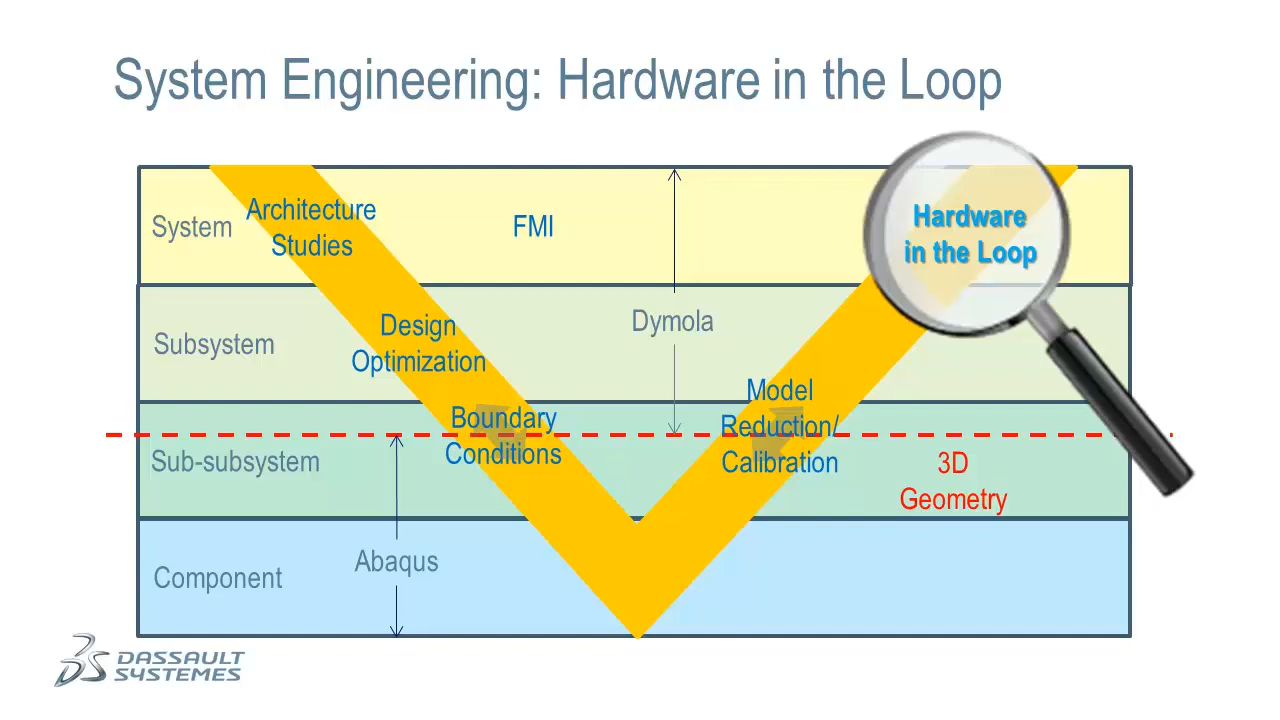 System Engineering: Hardware in the Loop
System
Architecture
Studies
FMI
Hardware
in the Loop
Subsystem
Design
Optimization
Dymola
Sub-subsystem
Boundary
Conditions
Model
Reduction/
Calibration
3D
Geometry
Component
Abaqus
DASSAULT
SYSTEMES